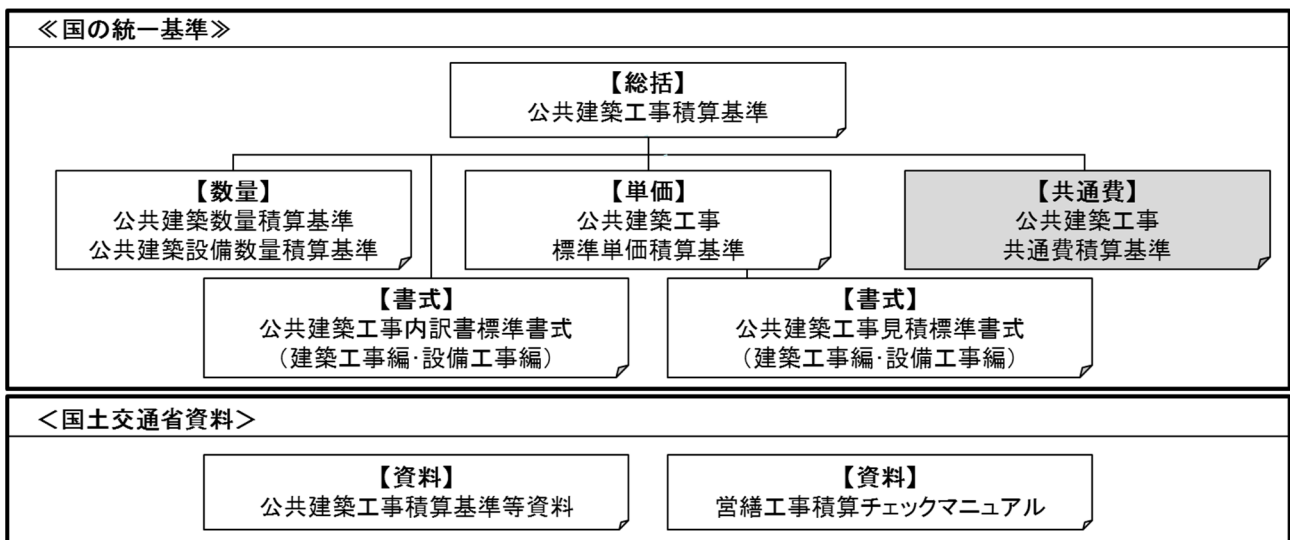 ≪国の統一基準≫
【総括】
公共建築工事積算基準
【数量】
公共建築数量積算基準
公共建築設備数量積算基準
【単価】
公共建築工事
標準単価積算基準
【共通費】
公共建築工事
共通費積算基準
【書式】
公共建築工事内訳書標準書式
（建築工事編･設備工事編）
【書式】
公共建築工事見積標準書式
（建築工事編･設備工事編）
＜国土交通省資料＞
【資料】
公共建築工事積算基準等資料
【資料】
営繕工事積算チェックマニュアル